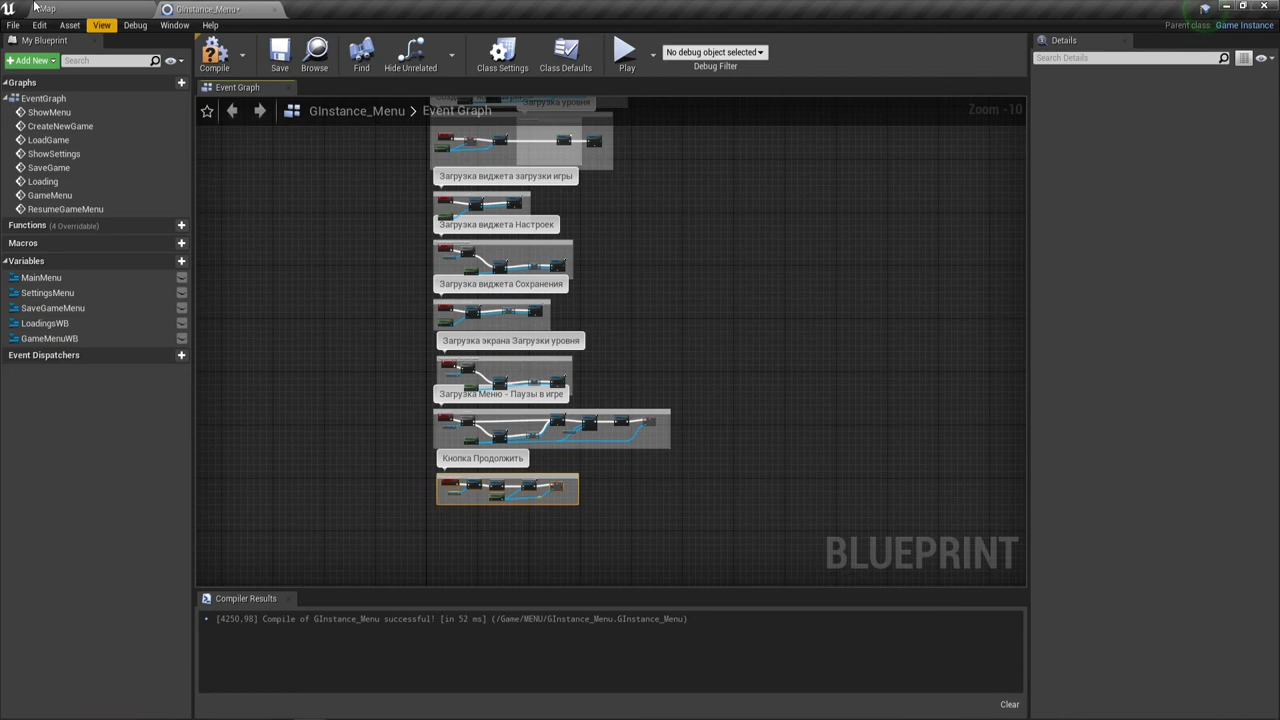 Map
GInstance_Menu*
File Edit Asset View Debug Window Help
Parent class: Game Instance
My Blueprint
Add New
Search
Graphs
EventGraph
ShowMenu
CreateNewGame
LoadGame
ShowSettings
SaveGame
Loading
GameMenu
ResumeGameMenu
Functions (4 Overridable)
Macros
Variables
MainMenu
SettingsMenu
SaveGameMenu
LoadingsWB
GameMenuWB
Event Dispatchers
Compile
Save
Browse
Find
Hide Unrelated
Class Settings
Class Defaults
Play
No debug object selected
Debug Filter
Event Graph
GInstance_Menu > Event Graph
Zoom -10
Загрузка уровня
Загрузка виджета загрузки игры
Загрузка виджета Настроек
Загрузка виджета Сохранения
Загрузка экрана Загрузки уровня
Загрузка Меню - Паузы в игре
Кнопка Продолжить
BLUEPRINT
Compiler Results
[4250,98] Compile of GInstance_Menu successful! [in 52 ms] (/Game/MENU/GInstance_Menu.GInstance_Menu)
Clear
Details
Search Details